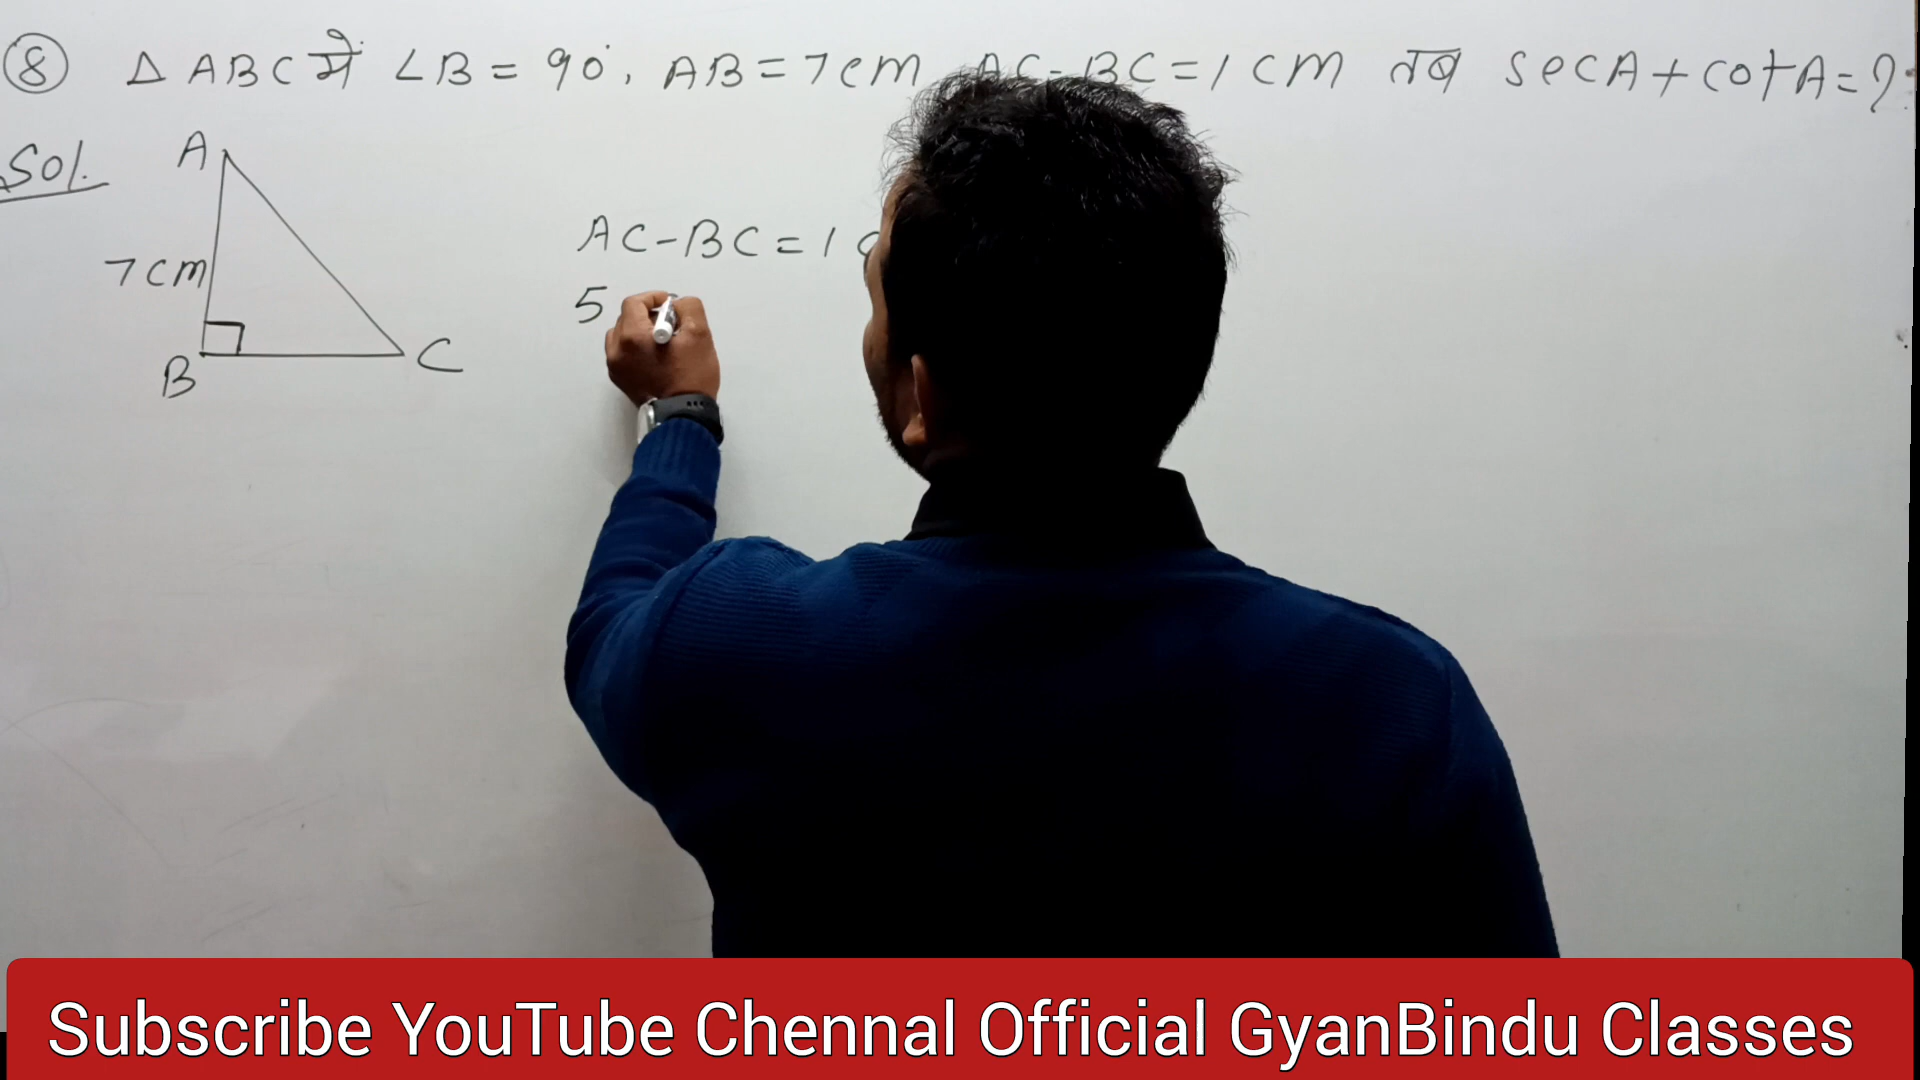 ⑧ △ABC में ∠B = 90°, AB = 7cm, AC-BC = 1 cm तब secA + cotA = ?
Sol.
A
7cm
B
C
AC-BC = 1 c
5
Subscribe YouTube Chennal Official GyanBindu Classes